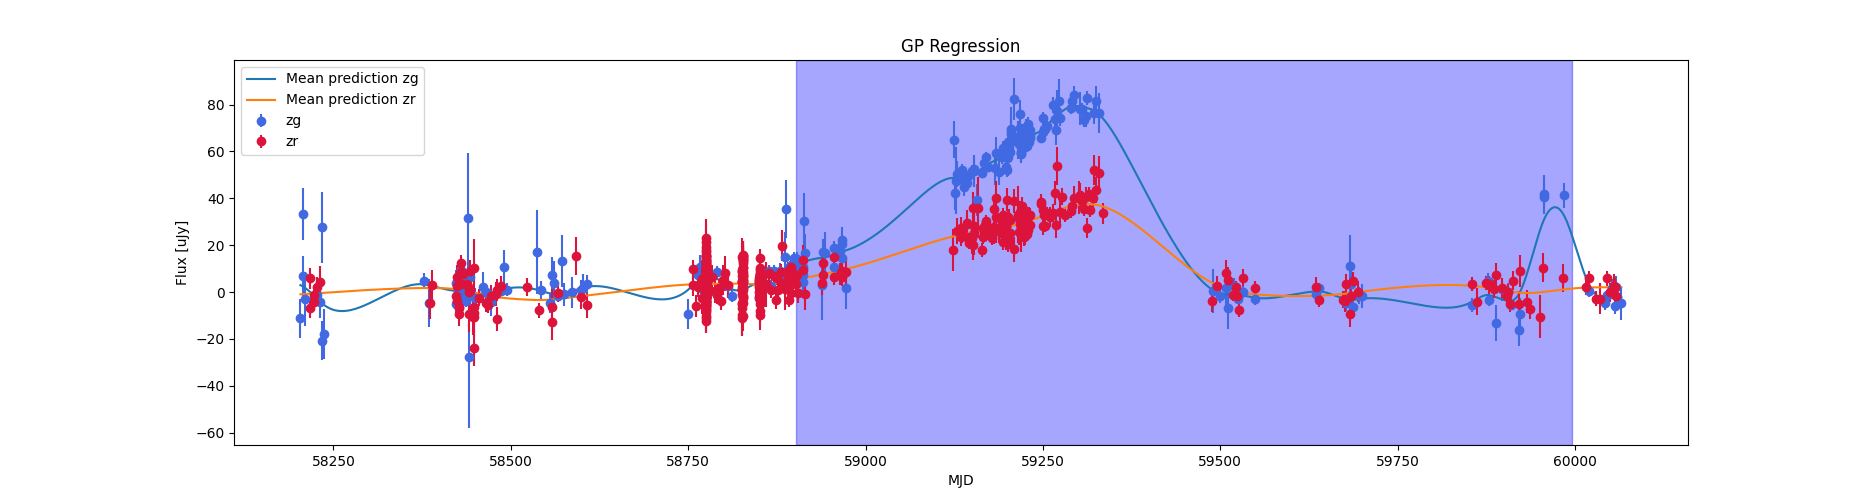 GP Regression
Mean prediction zg
Mean prediction zr
zg
zr
Flux [uJy]
80
60
40
20
0
−20
−40
−60
58250 58500 58750 59000 59250 59500 59750 60000
MJD